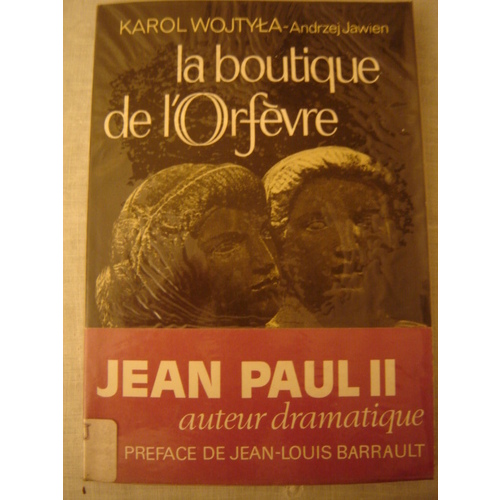 KAROL WOJTYŁA-Andrzej Jawien
la boutique
de l'Orfèvre
JEAN PAUL II
auteur dramatique
PREFACE DE JEAN-LOUIS BARRAULT